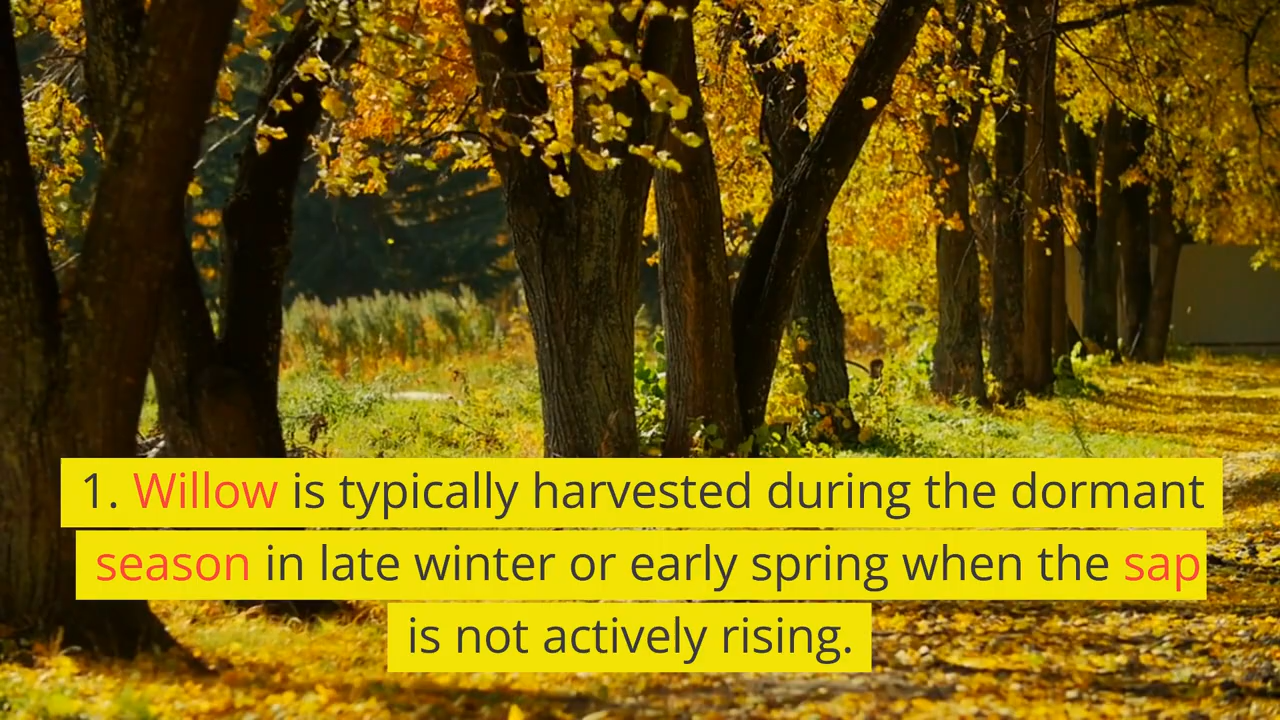 1. Willow is typically harvested during the dormant
season in late winter or early spring when the sap
is not actively rising.